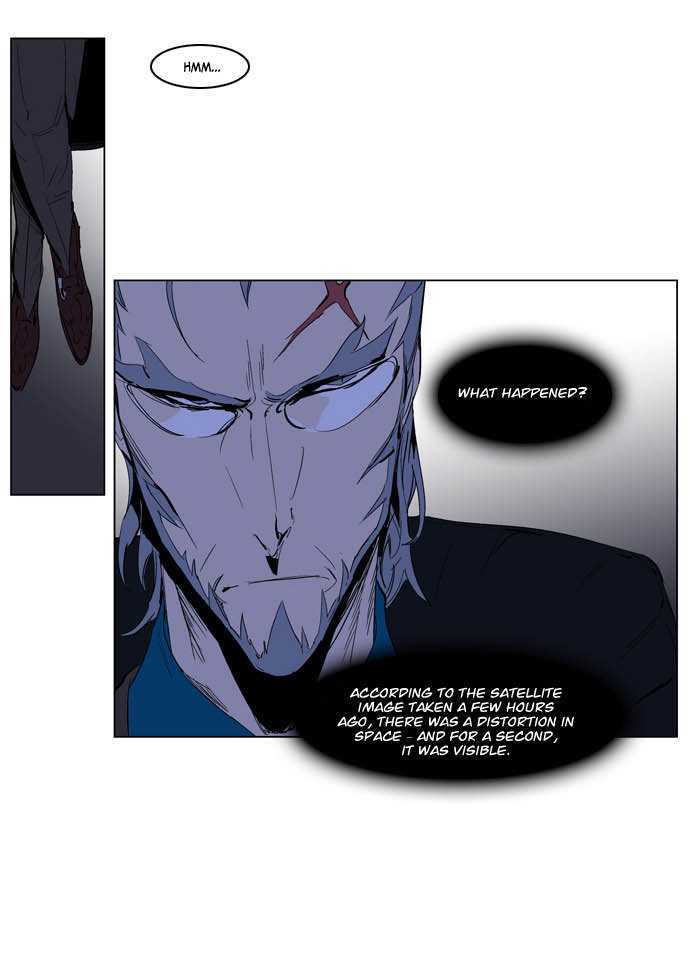 HMM...
WHAT HAPPENED?
ACCORDING TO THE SATELLITE
IMAGE TAKEN A FEW HOURS
AGO, THERE WAS A DISTORTION IN
SPACE - AND FOR A SECOND,
IT WAS VISIBLE.